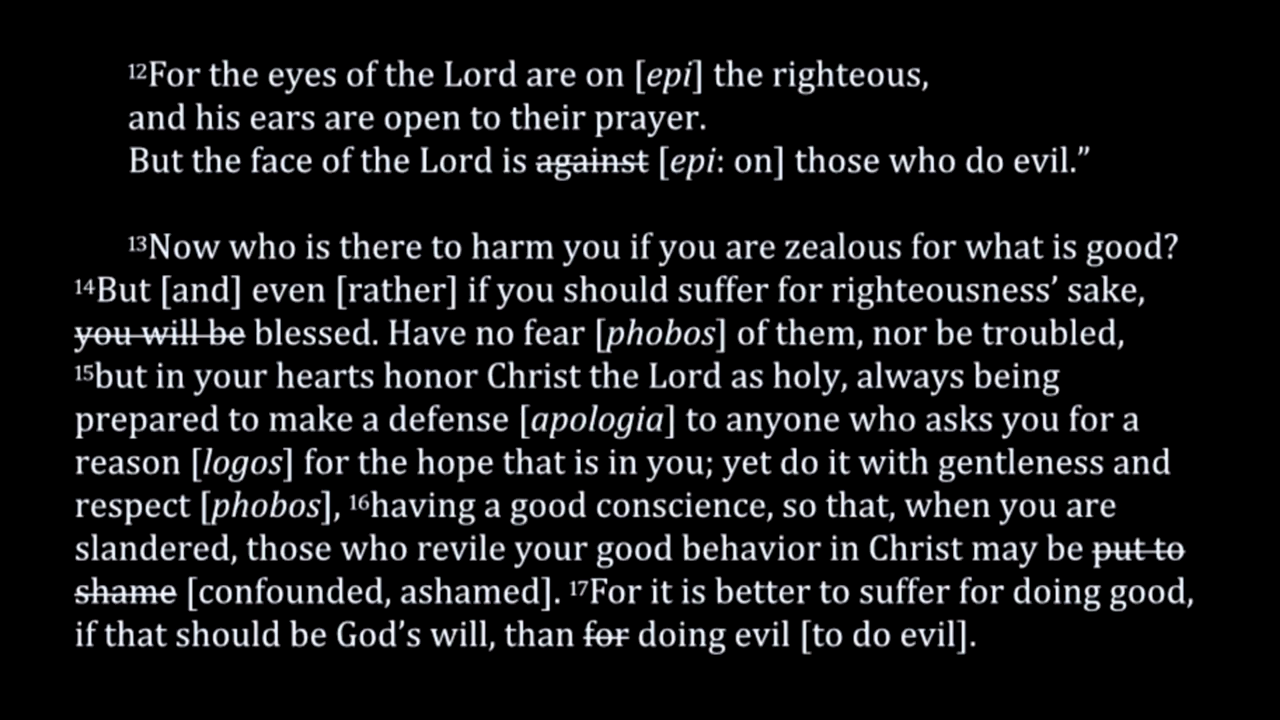 ¹²For the eyes of the Lord are on [epi] the righteous,
and his ears are open to their prayer.
But the face of the Lord is against [epi: on] those who do evil.”
¹³Now who is there to harm you if you are zealous for what is good?
¹⁴But [and] even [rather] if you should suffer for righteousness’ sake,
you will be blessed. Have no fear [phobos] of them, nor be troubled,
¹⁵but in your hearts honor Christ the Lord as holy, always being
prepared to make a defense [apologia] to anyone who asks you for a
reason [logos] for the hope that is in you; yet do it with gentleness and
respect [phobos], ¹⁶having a good conscience, so that, when you are
slandered, those who revile your good behavior in Christ may be put to
shame [confounded, ashamed]. ¹⁷For it is better to suffer for doing good,
if that should be God’s will, than for doing evil [to do evil].